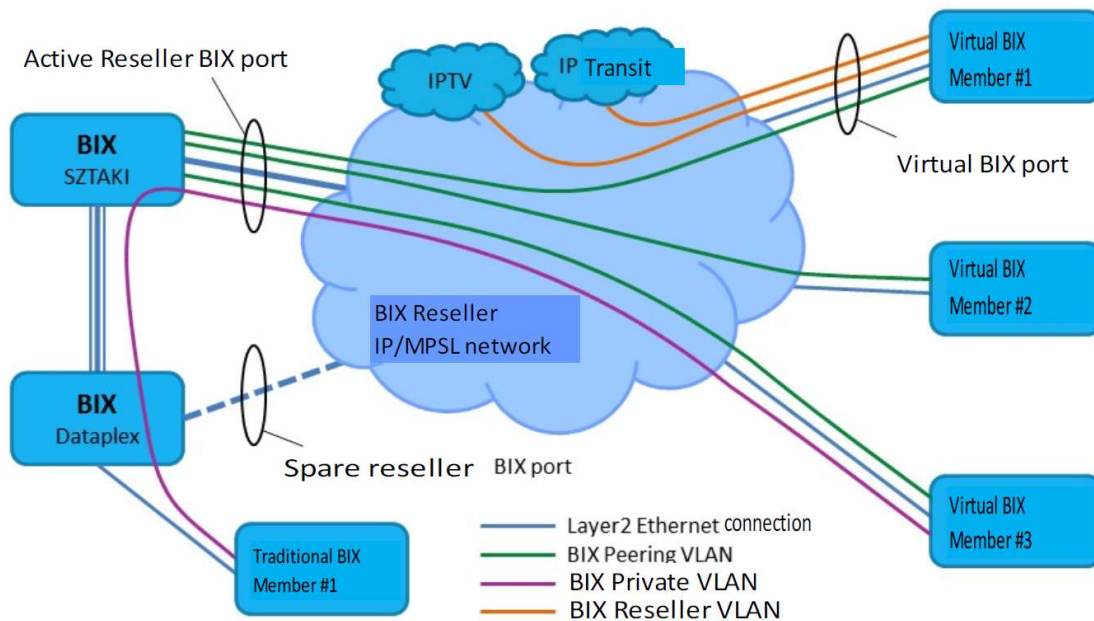 Active Reseller BIX port
IPTV
IP Transit
Virtual BIX
Member #1
BIX
SZTAKI
Virtual BIX port
Virtual BIX
Member #2
BIX Reseller
IP/MPSL network
BIX
Dataplex
Spare reseller BIX port
Virtual BIX
Member #3
Traditional BIX
Member #1
Layer2 Ethernet connection
BIX Peering VLAN
BIX Private VLAN
BIX Reseller VLAN